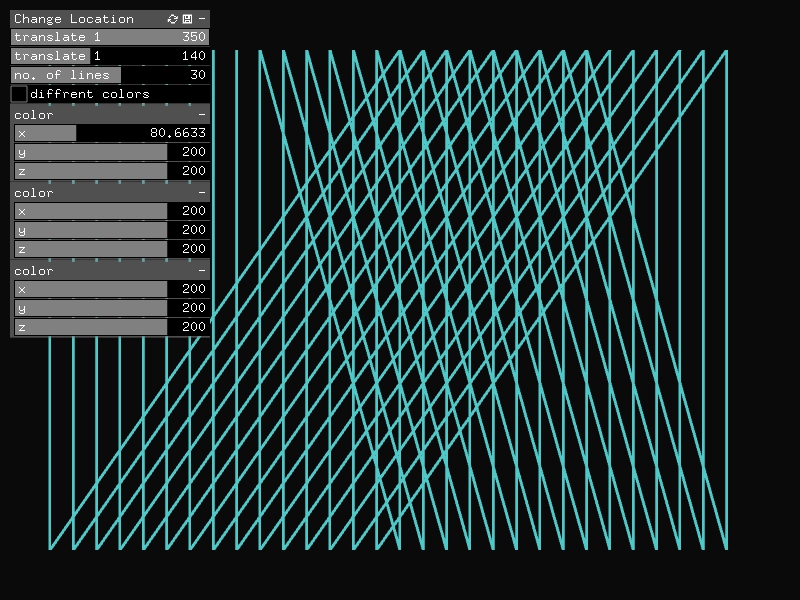 Change Location
translate 1 350
translate 1 140
no. of lines 30
diffrent colors
color
x 80.6633
y 200
z 200
color
x 200
y 200
z 200
color
x 200
y 200
z 200